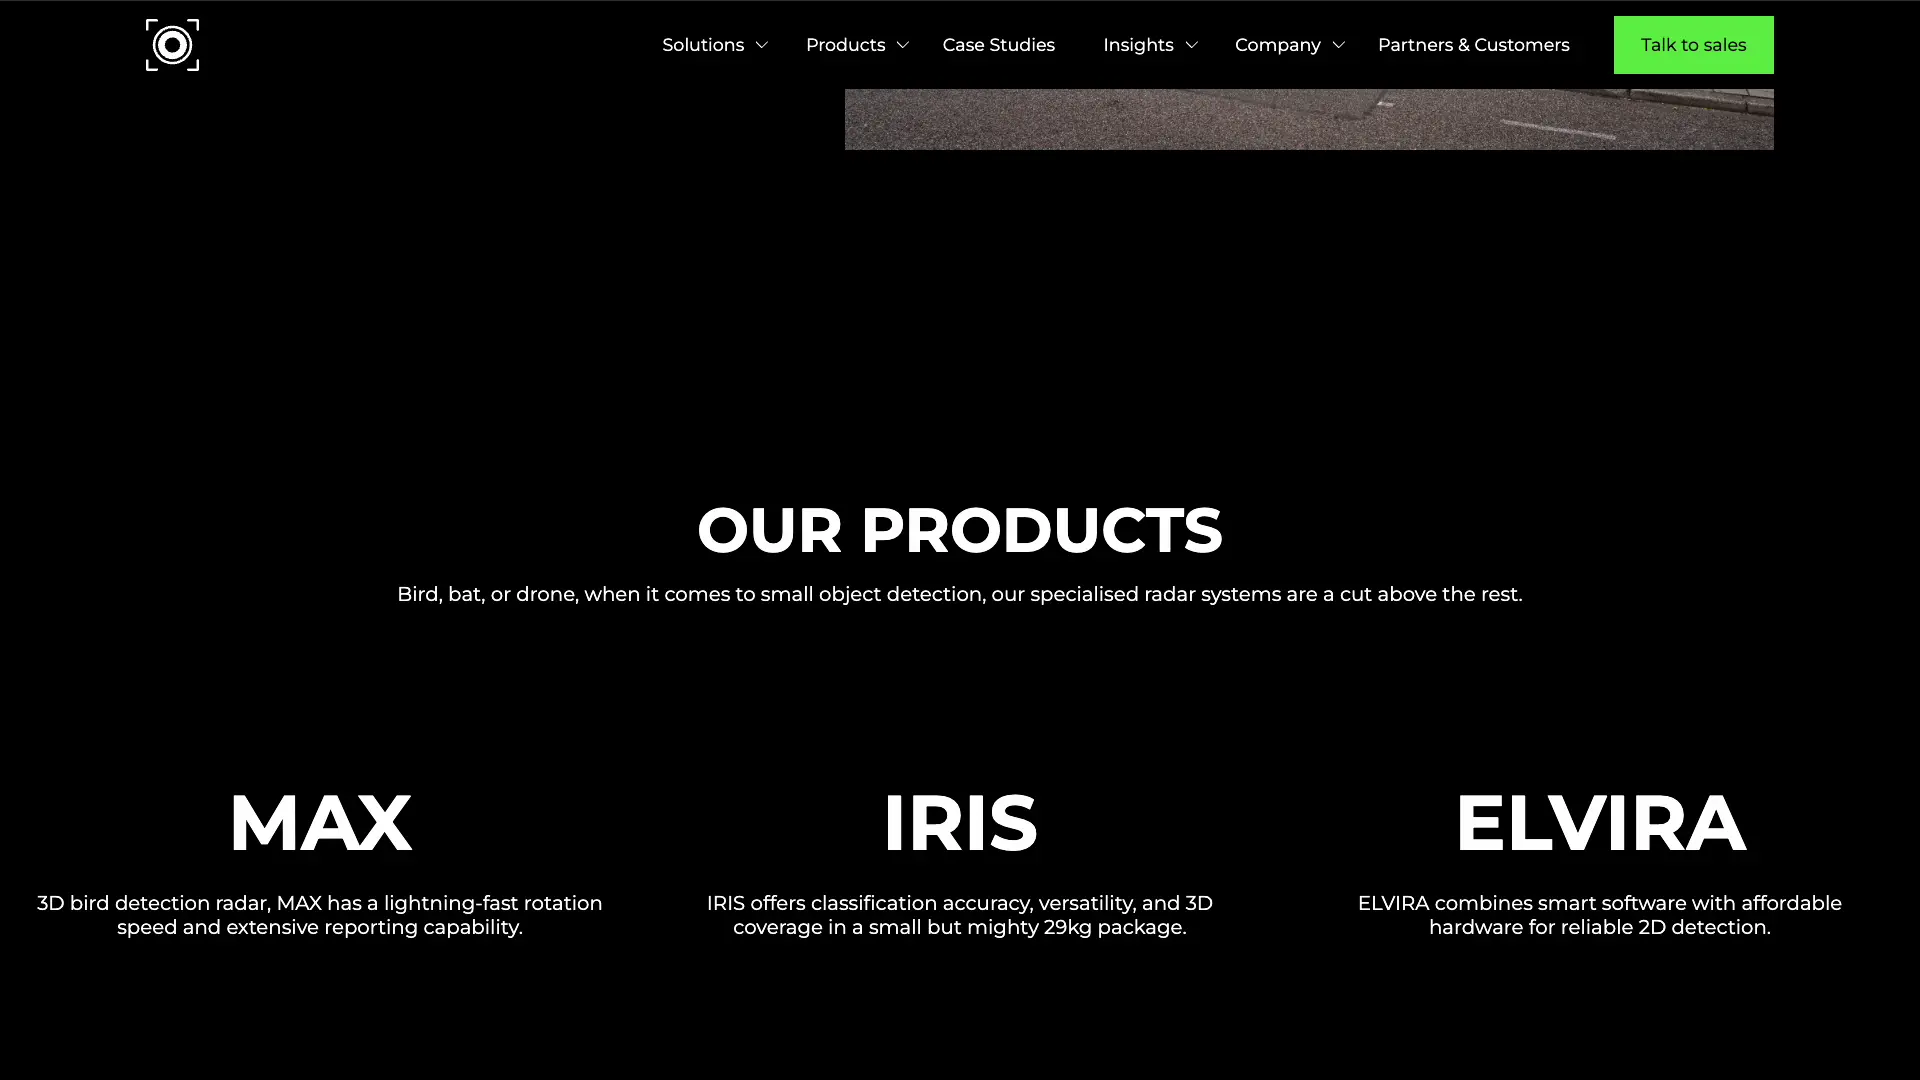 Solutions
Products
Case Studies
Insights
Company
Partners & Customers
Talk to sales
OUR PRODUCTS
Bird, bat, or drone, when it comes to small object detection, our specialised radar systems are a cut above the rest.
MAX
3D bird detection radar, MAX has a lightning-fast rotation
speed and extensive reporting capability.
IRIS
IRIS offers classification accuracy, versatility, and 3D
coverage in a small but mighty 29kg package.
ELVIRA
ELVIRA combines smart software with affordable
hardware for reliable 2D detection.